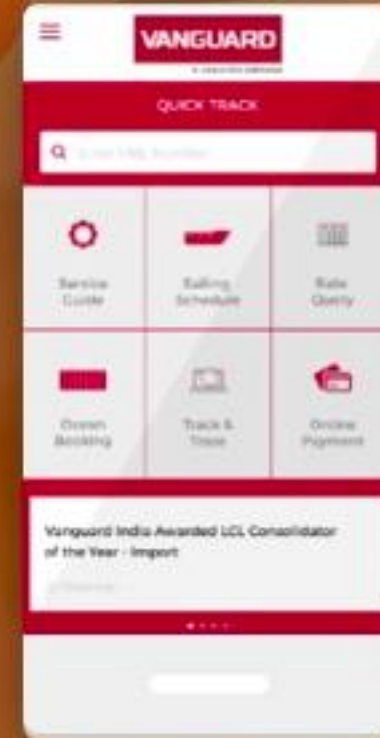 VANGUARD
QUICK TRACK
Service
Guide
Sailing
Schedule
Rate
Query
Ocean
Booking
Track &
Trace
Online
Payment
Vanguard India Awarded LCL Consolidator
of the Year - Import